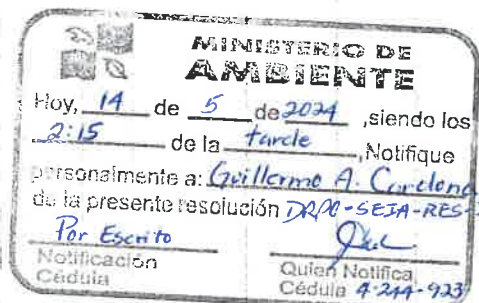 MINISTERIO DE
AMBIENTE
Hoy, 14 de 5 de 2024 ,siendo los
2:15 de la tarde ,Notifique
personalmente a: Guillermo A. Cardona
de la presente resolución DRPO-SEIA-RES-
Por Escrito
Notificación
Cédula
Quien Notifica
Cédula 4-244-923